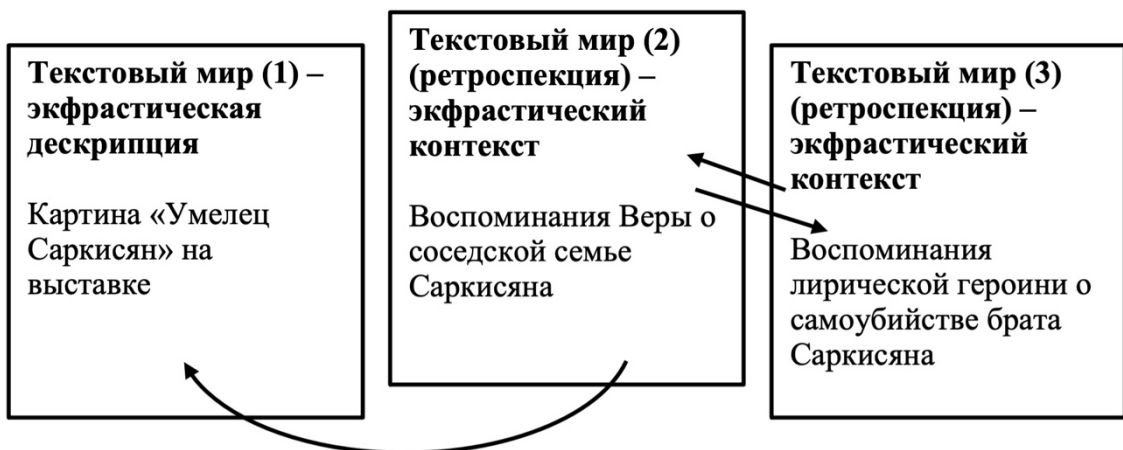 Текстовый мир (1) –
экфрастическая
дескрипция
Картина «Умелец
Саркисян» на
выставке
Текстовый мир (2)
(ретроспекция) –
экфрастический
контекст
Воспоминания Веры о
соседской семье
Саркисяна
Текстовый мир (3)
(ретроспекция) –
экфрастический
контекст
Воспоминания
лирической героини о
самоубийстве брата
Саркисяна